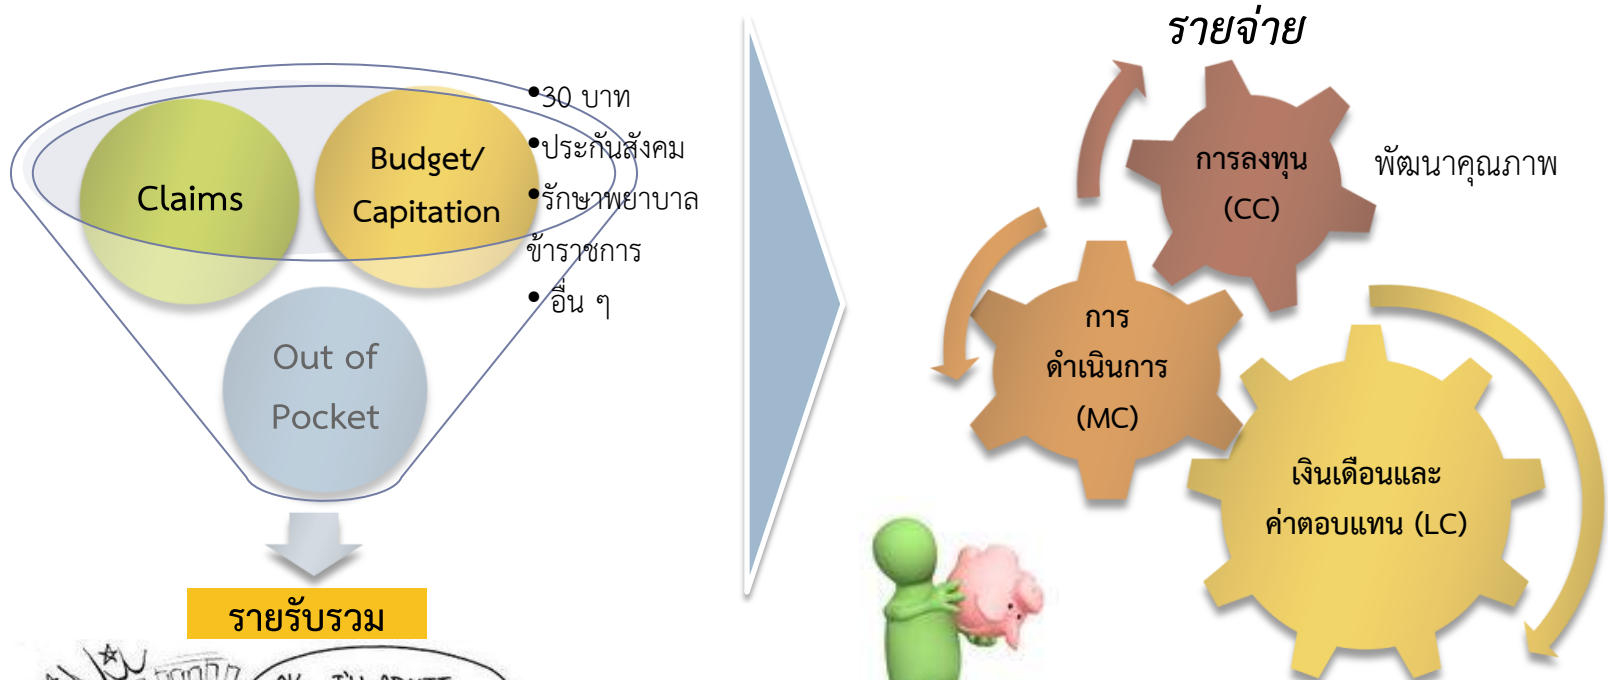 Claims
Budget/
Capitation
Out of
Pocket
•30 บาท
•ประกันสังคม
•รักษาพยาบาล
ข้าราชการ
• อื่น ๆ
รายรับรวม
รายจ่าย
การลงทุน
(CC)
พัฒนาคุณภาพ
การ
ดำเนินการ
(MC)
เงินเดือนและ
ค่าตอบแทน (LC)